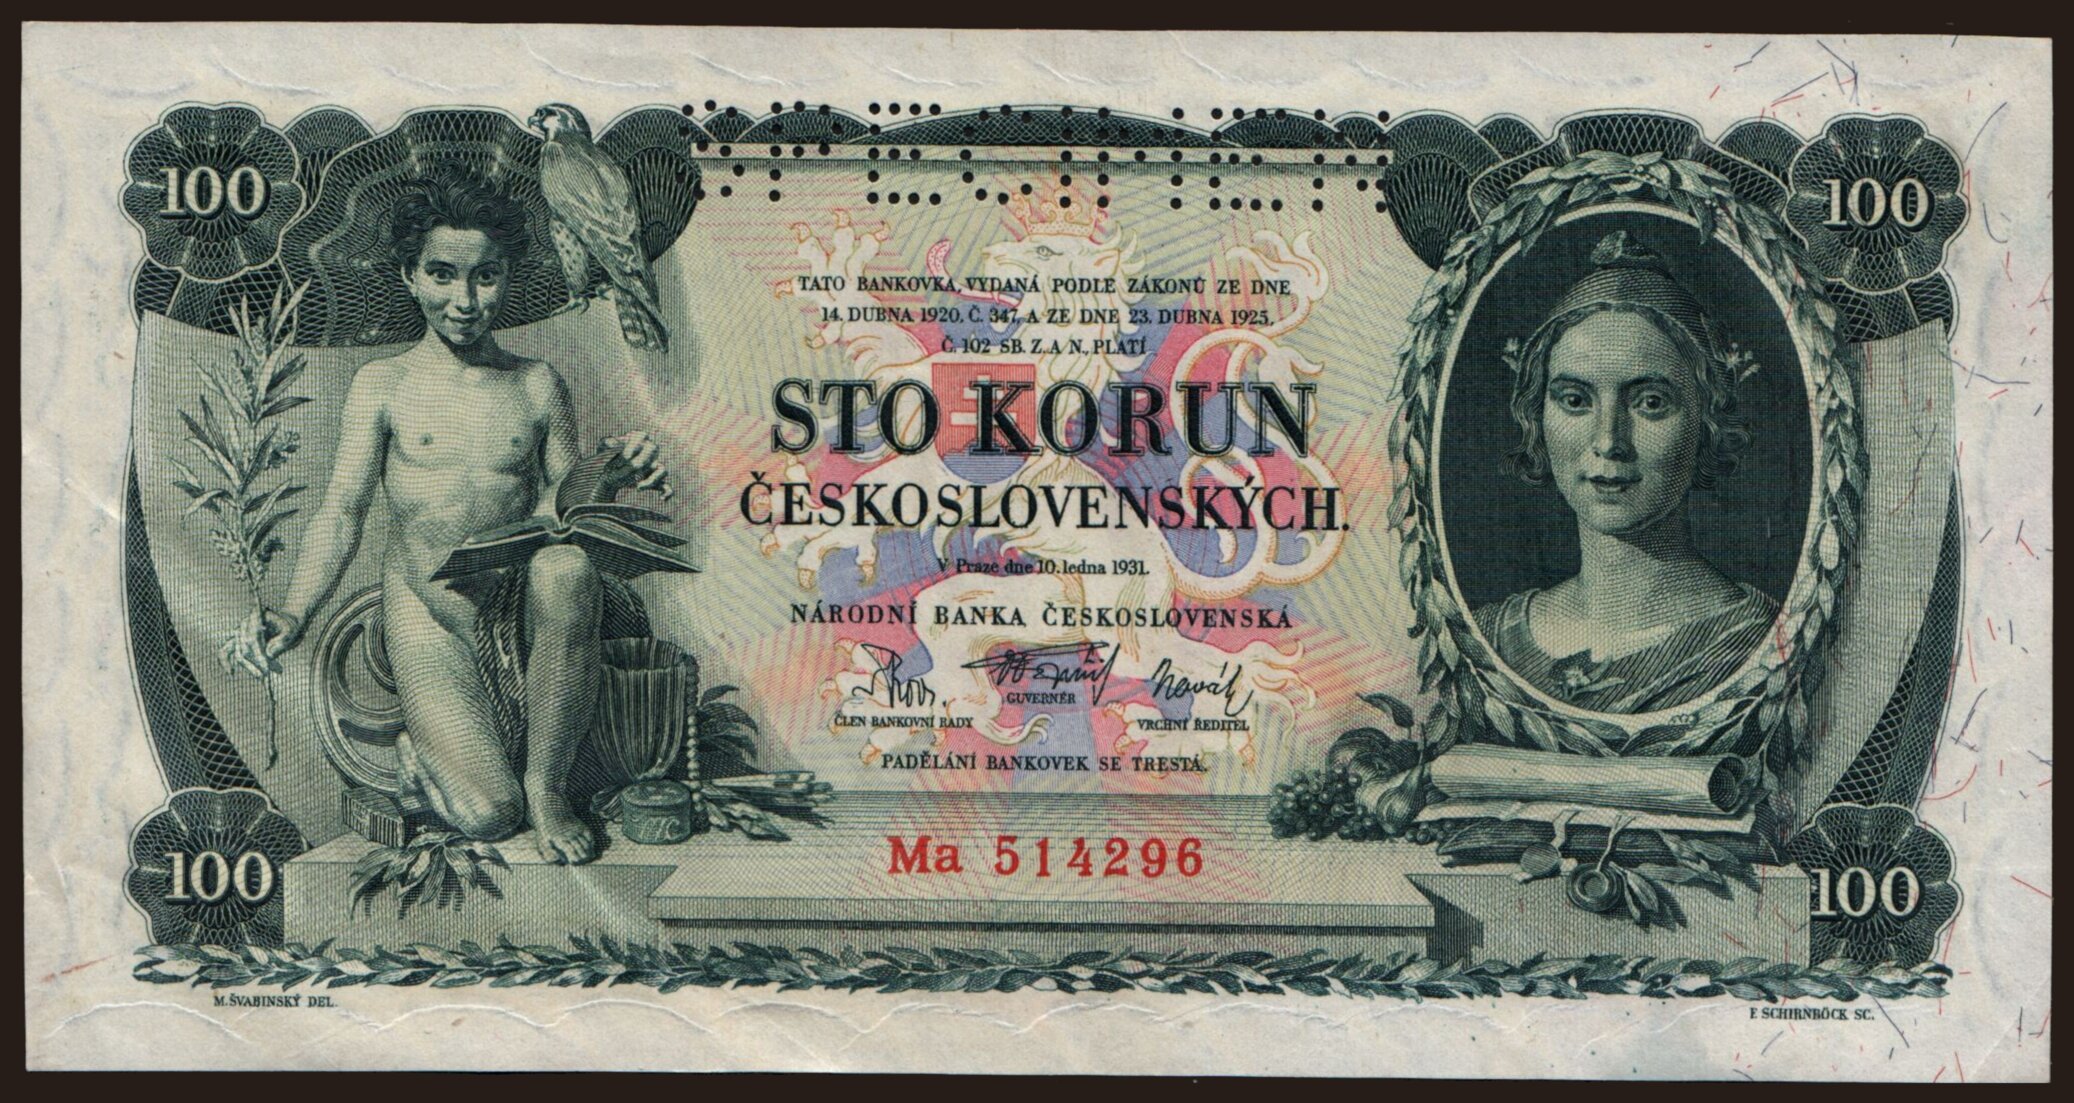 SPECIMEN
100
100
TATO BANKOVKA, VYDANÁ PODLE ZÁKONŮ ZE DNE
14. DUBNA 1920, Č. 347, A ZE DNE 23. DUBNA 1925,
Č. 102 SB. Z. A N., PLATÍ
STO KORUN
ČESKOSLOVENSKÝCH.
V Praze dne 10. ledna 1931.
NÁRODNÍ BANKA ČESKOSLOVENSKÁ
ČLEN BANKOVNÍ RADY
GUVERNÉR
VRCHNÍ ŘEDITEL
PADĚLÁNÍ BANKOVEK SE TRESTÁ.
Ma 514296
100
100
M. ŠVABINSKÝ DEL.
F. SCHIRNBÖCK SC.